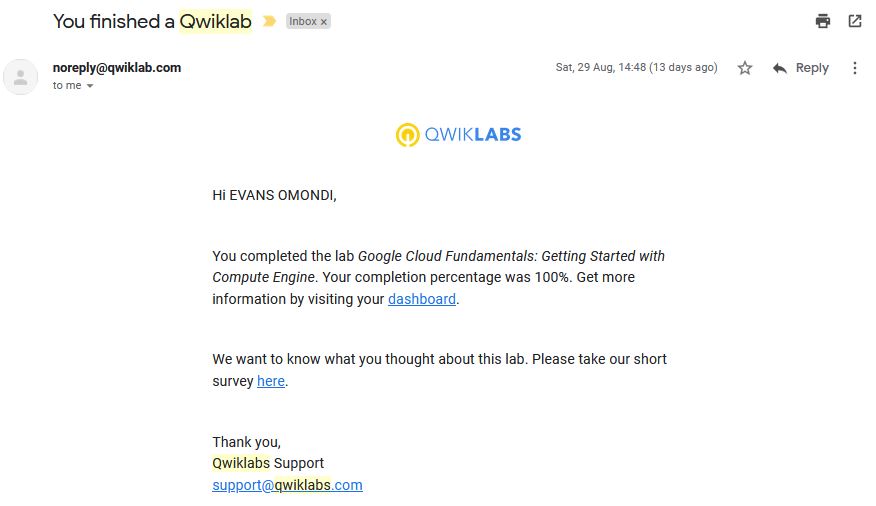 You finished a Qwiklab Inbox ×
noreply@qwiklab.com Sat, 29 Aug, 14:48 (13 days ago) Reply
to me
QWIKLABS
Hi EVANS OMONDI,
You completed the lab Google Cloud Fundamentals: Getting Started with
Compute Engine. Your completion percentage was 100%. Get more
information by visiting your dashboard.
We want to know what you thought about this lab. Please take our short
survey here.
Thank you,
Qwiklabs Support
support@qwiklabs.com